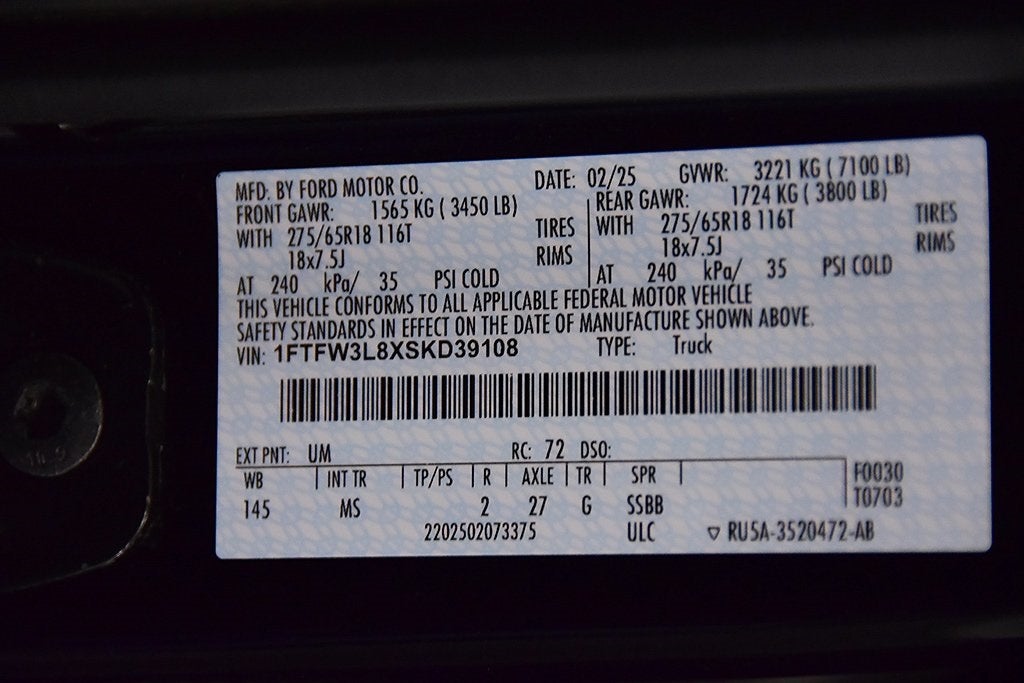 MFD. BY FORD MOTOR CO. DATE: 02/25 GVWR: 3221 KG ( 7100 LB)
FRONT GAWR: 1565 KG ( 3450 LB) REAR GAWR: 1724 KG ( 3800 LB)
WITH 275/65R18 116T TIRES WITH 275/65R18 116T TIRES
18x7.5J RIMS 18x7.5J RIMS
AT 240 kPa/ 35 PSI COLD AT 240 kPa/ 35 PSI COLD
THIS VEHICLE CONFORMS TO ALL APPLICABLE FEDERAL MOTOR VEHICLE
SAFETY STANDARDS IN EFFECT ON THE DATE OF MANUFACTURE SHOWN ABOVE.
VIN: 1FTFW3L8XSKD39108 TYPE: Truck
EXT PNT: UM RC: 72 DSO:
WB INT TR TP/PS R AXLE TR SPR F0030
145 MS 2 27 G SSBB T0703
2202502073375 ULC ▽ RU5A-3520472-AB